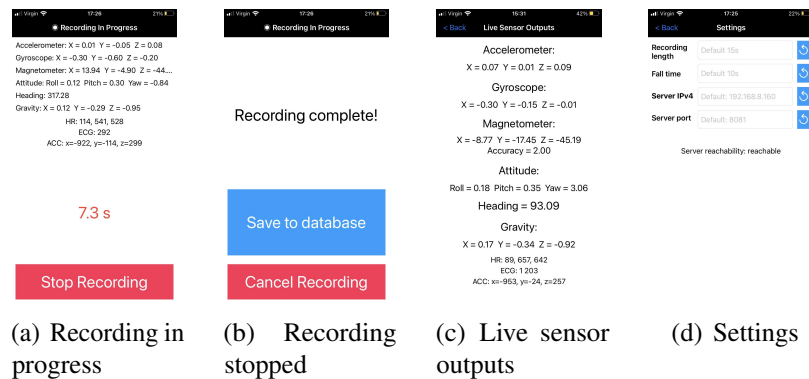 Virgin 17:26 21%
Recording In Progress
Accelerometer: X = 0.01 Y = -0.05 Z = 0.08
Gyroscope: X = -0.30 Y = -0.60 Z = -0.20
Magnetometer: X = 13.94 Y = -4.90 Z = -44....
Attitude: Roll = 0.12 Pitch = 0.30 Yaw = -0.84
Heading: 317.28
Gravity: X = 0.12 Y = -0.29 Z = -0.95
HR: 114, 541, 528
ECG: 292
ACC: x=-922, y=-114, z=299
7.3 s
Stop Recording
(a) Recording in
progress
Virgin 17:26 21%
Recording In Progress
Recording complete!
Save to database
Cancel Recording
(b) Recording
stopped
Virgin 15:31 42%
< Back Live Sensor Outputs
Accelerometer:
X = 0.07 Y = 0.01 Z = 0.09
Gyroscope:
X = -0.30 Y = -0.15 Z = -0.01
Magnetometer:
X = -8.77 Y = -17.45 Z = -45.19
Accuracy = 2.00
Attitude:
Roll = 0.18 Pitch = 0.35 Yaw = 3.06
Heading = 93.09
Gravity:
X = 0.17 Y = -0.34 Z = -0.92
HR: 89, 657, 642
ECG: 1 203
ACC: x=-953, y=-24, z=257
(c) Live sensor
outputs
Virgin 17:25 22%
< Back Settings
Recording
length Default 15s
Fall time Default 10s
Server IPv4 Default: 192.168.8.160
Server port Default: 8081
Server reachability: reachable
(d) Settings